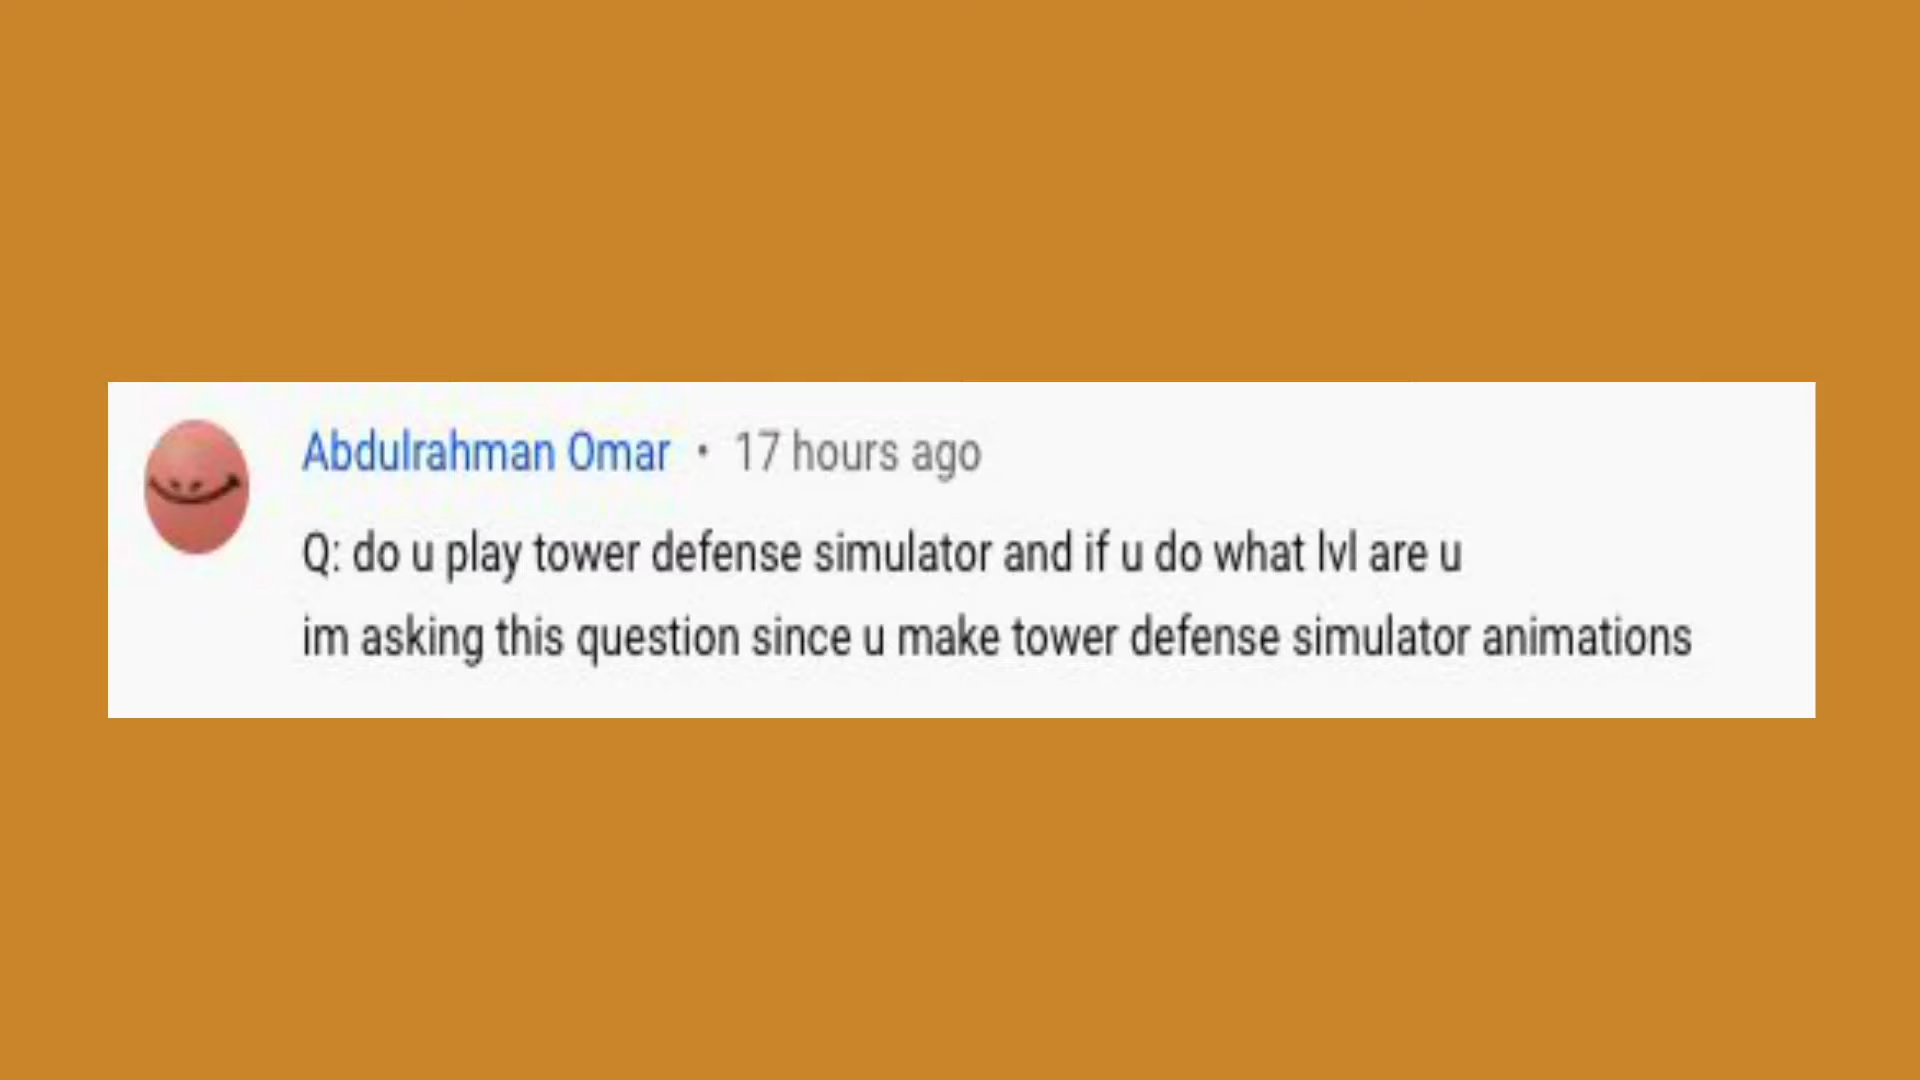 Abdulrahman Omar • 17 hours ago
Q: do u play tower defense simulator and if u do what lvl are u
im asking this question since u make tower defense simulator animations